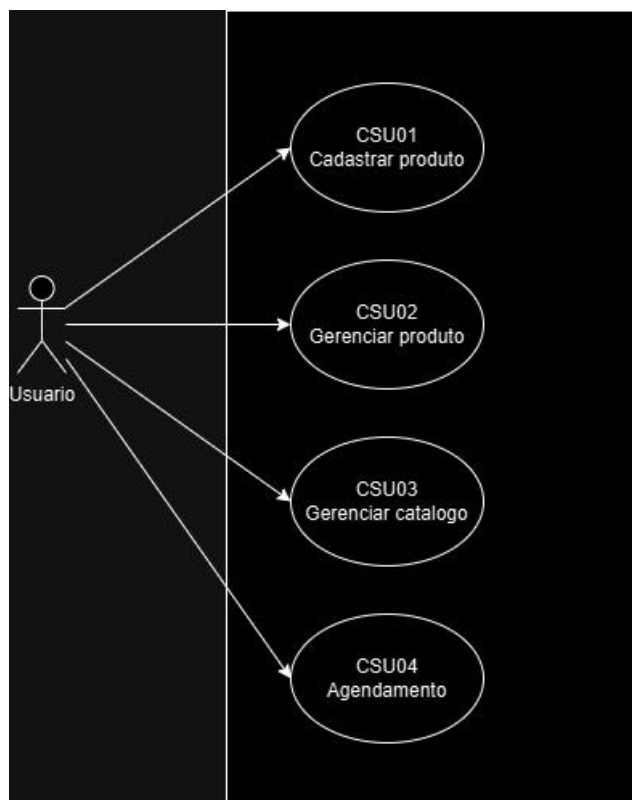 CSU01
Cadastrar produto
CSU02
Gerenciar produto
Usuario
CSU03
Gerenciar catalogo
CSU04
Agendamento